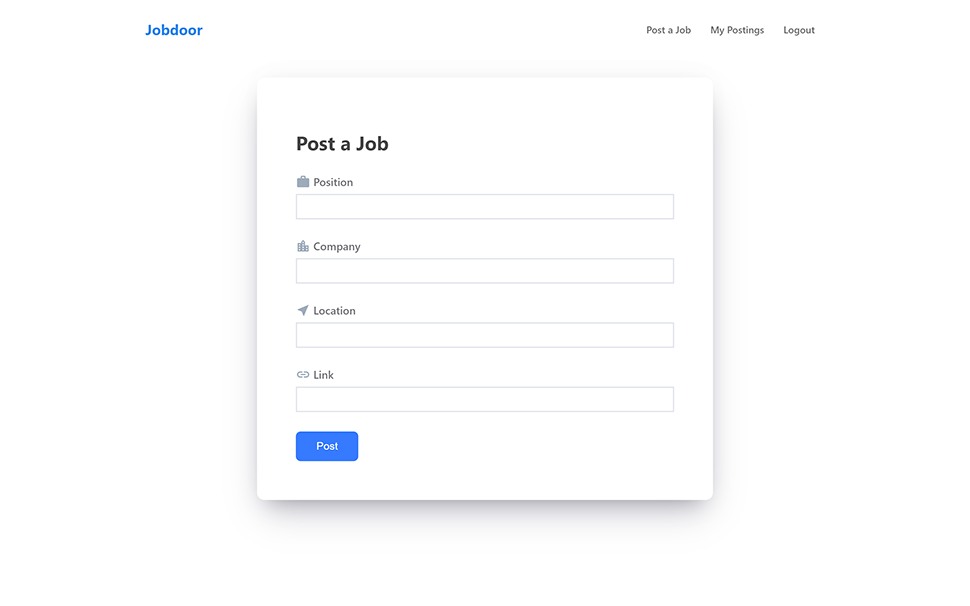 Jobdoor
Post a Job My Postings Logout
Post a Job
Position
Company
Location
Link
Post